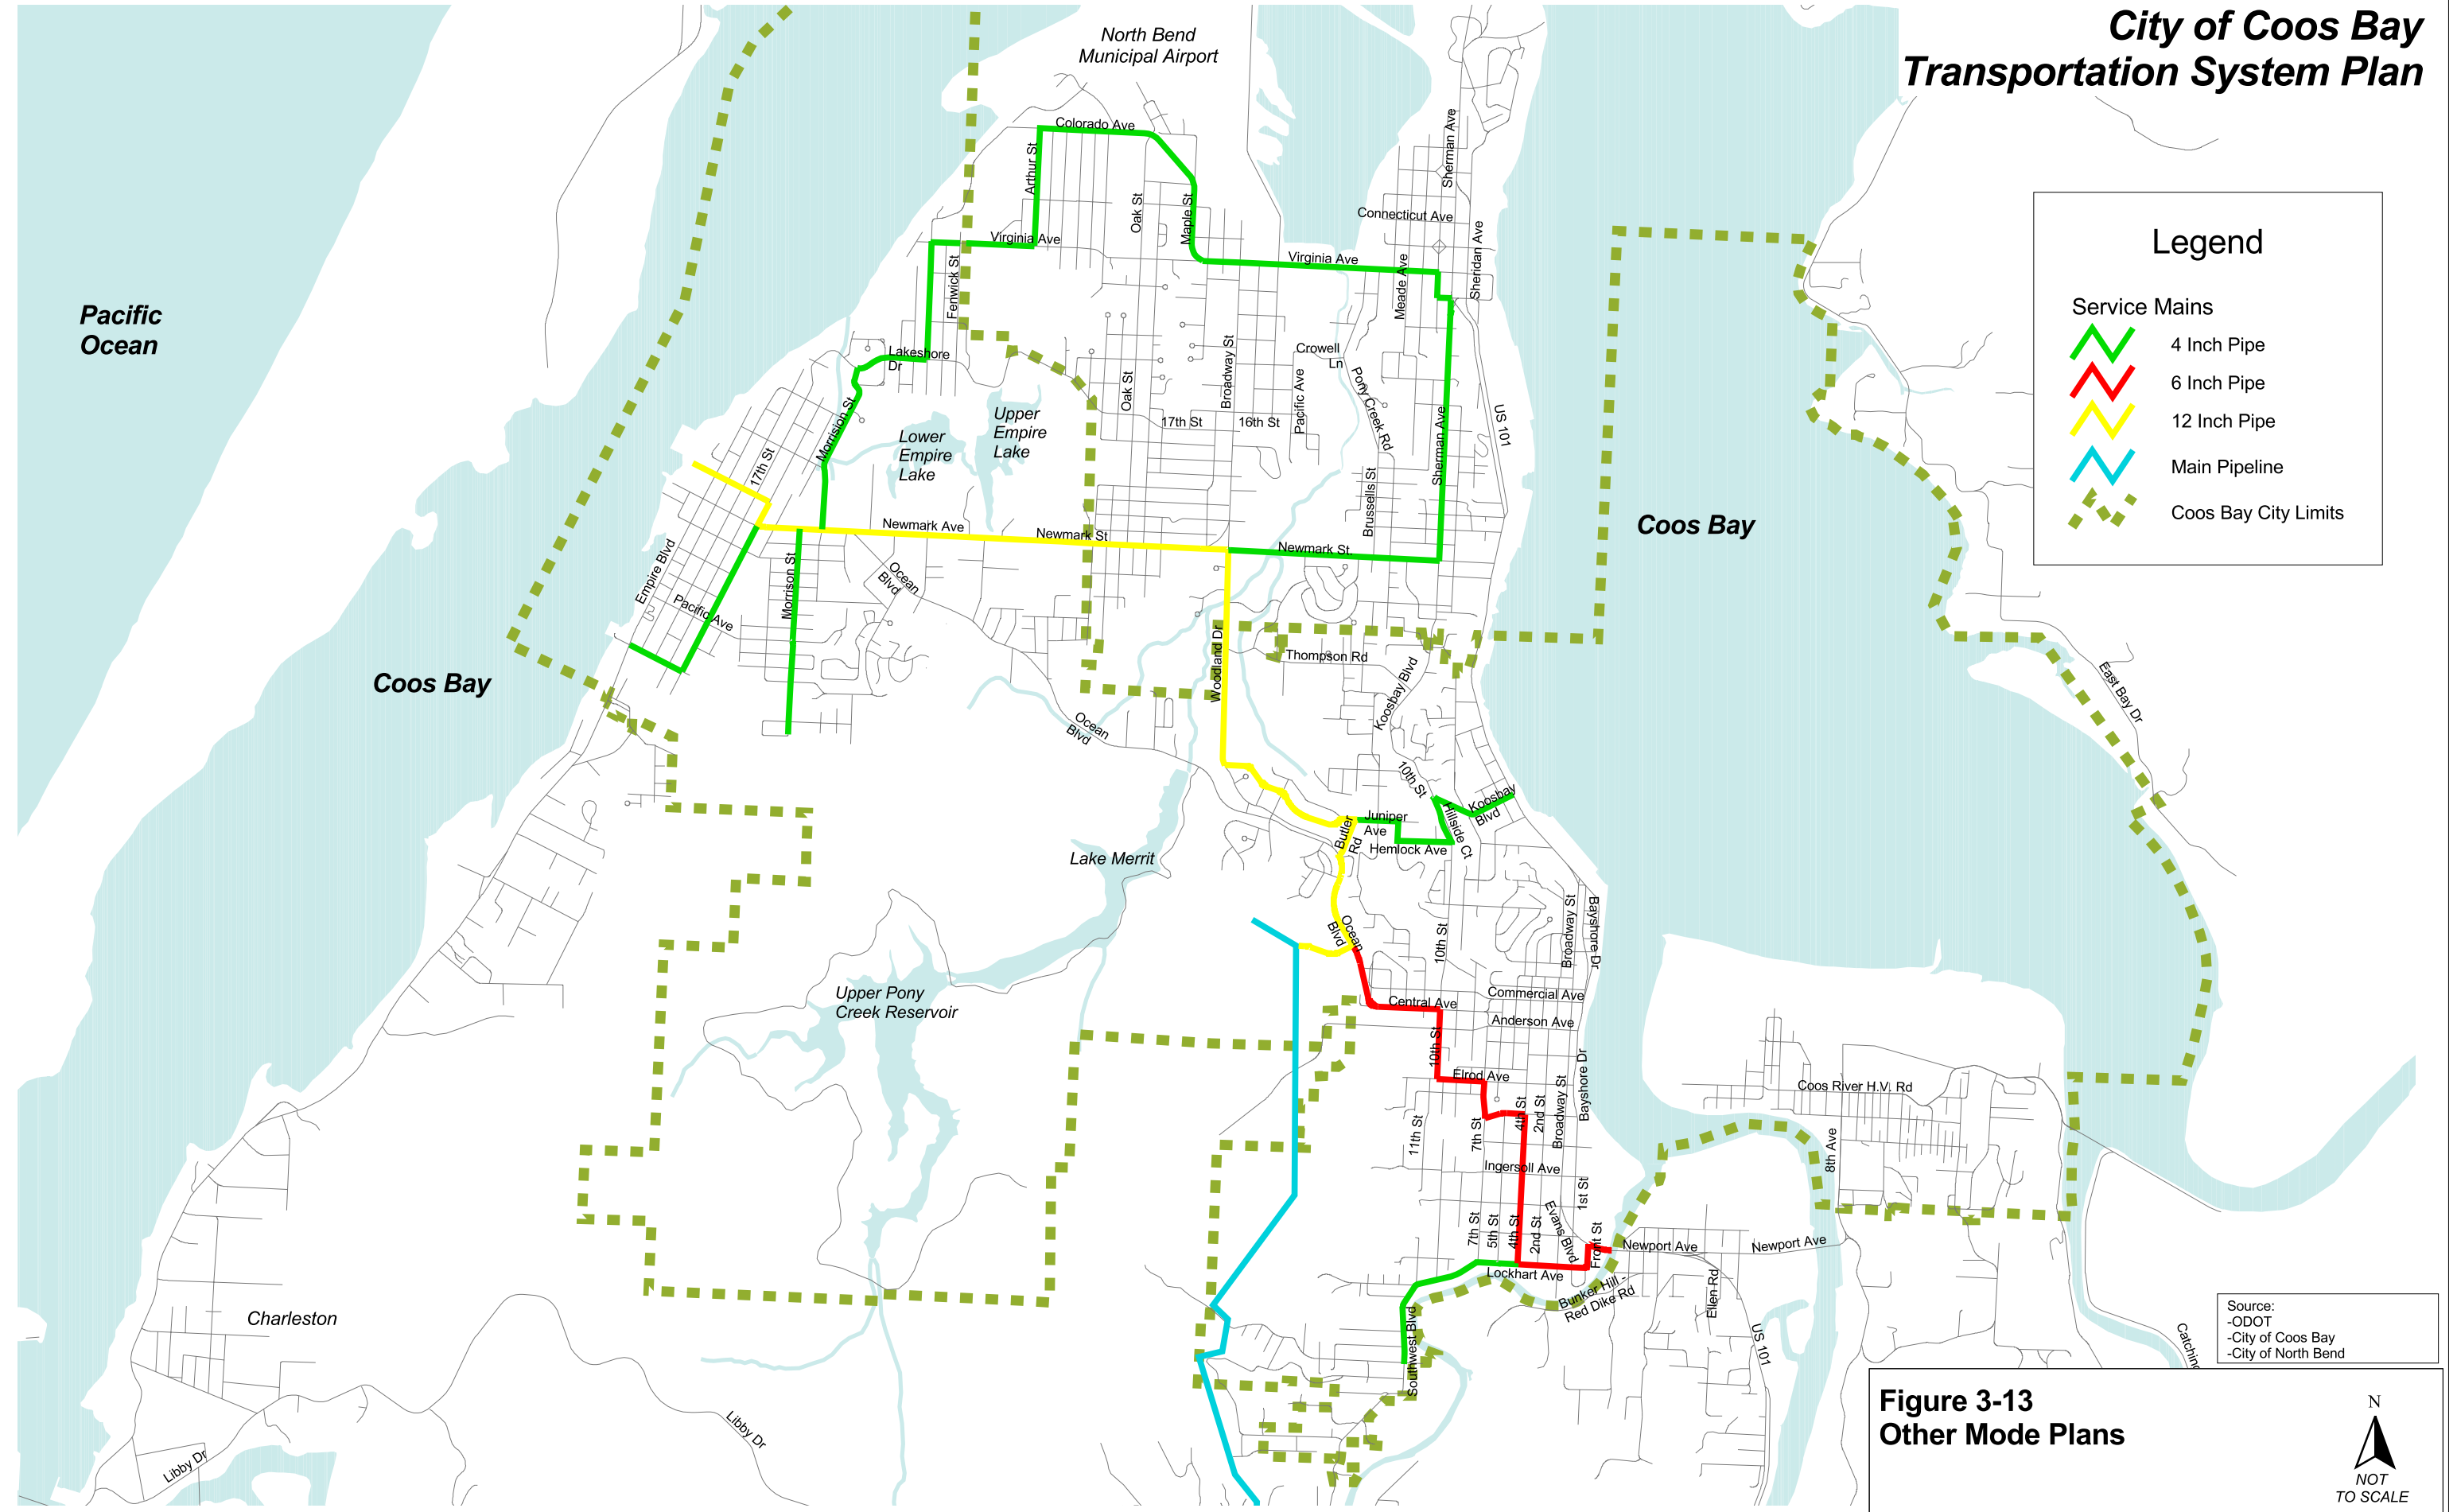 City of Coos Bay
Transportation System Plan
North Bend
Municipal Airport
Colorado Ave
Arthur St
Oak St
Maple St
Sherman Ave
Connecticut Ave
Sheridan Ave
Virginia Ave
Virginia Ave
Meade Ave
Fenwick St
Legend
Service Mains
4 Inch Pipe
6 Inch Pipe
12 Inch Pipe
Main Pipeline
Coos Bay City Limits
Pacific
Ocean
Lakeshore
Dr
Broadway St
Crowell
Ln
Pacific Ave
Pony Creek Rd
Oak St
17th St
16th St
Sherman Ave
US 101
Morrision St
Upper
Empire
Lake
Lower
Empire
Lake
17th St
Brussells St
Newmark Ave
Newmark St
Newmark St.
Coos Bay
Empire Blvd
Morrison St
Ocean
Blvd
Pacific Ave
Woodland Dr
Thompson Rd
Koosbay Blvd
East Bay Dr
Coos Bay
Ocean
Blvd
10th St
Koosbay
Blvd
Hillside Ct
Juniper
Ave
Butler
Rd
Hemlock Ave
Lake Merrit
Ocean
Blvd
10th St
Broadway St
Bayshore Dr
Upper Pony
Creek Reservoir
Central Ave
Commercial Ave
Anderson Ave
10th St
Elrod Ave
Bayshore Dr
Broadway St
4th St
2nd St
Coos River H.V. Rd
11th St
7th St
8th Ave
Ingersoll Ave
1st St
Evans Blvd
7th St
5th St
4th St
2nd St
Front St
Newport Ave
Newport Ave
Lockhart Ave
Bunker Hill -
Red Dike Rd
Ellen Rd
Southwest Blvd
US 101
Charleston
Libby Dr
Libby Dr
Catching
Source:
-ODOT
-City of Coos Bay
-City of North Bend
Figure 3-13
Other Mode Plans
N
NOT
TO SCALE